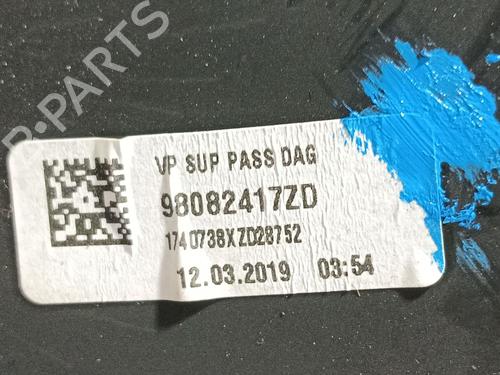 R-PARTS
VP SUP PASS DAG
98082417ZD
1740738XZD28752
12.03.2019 03:54